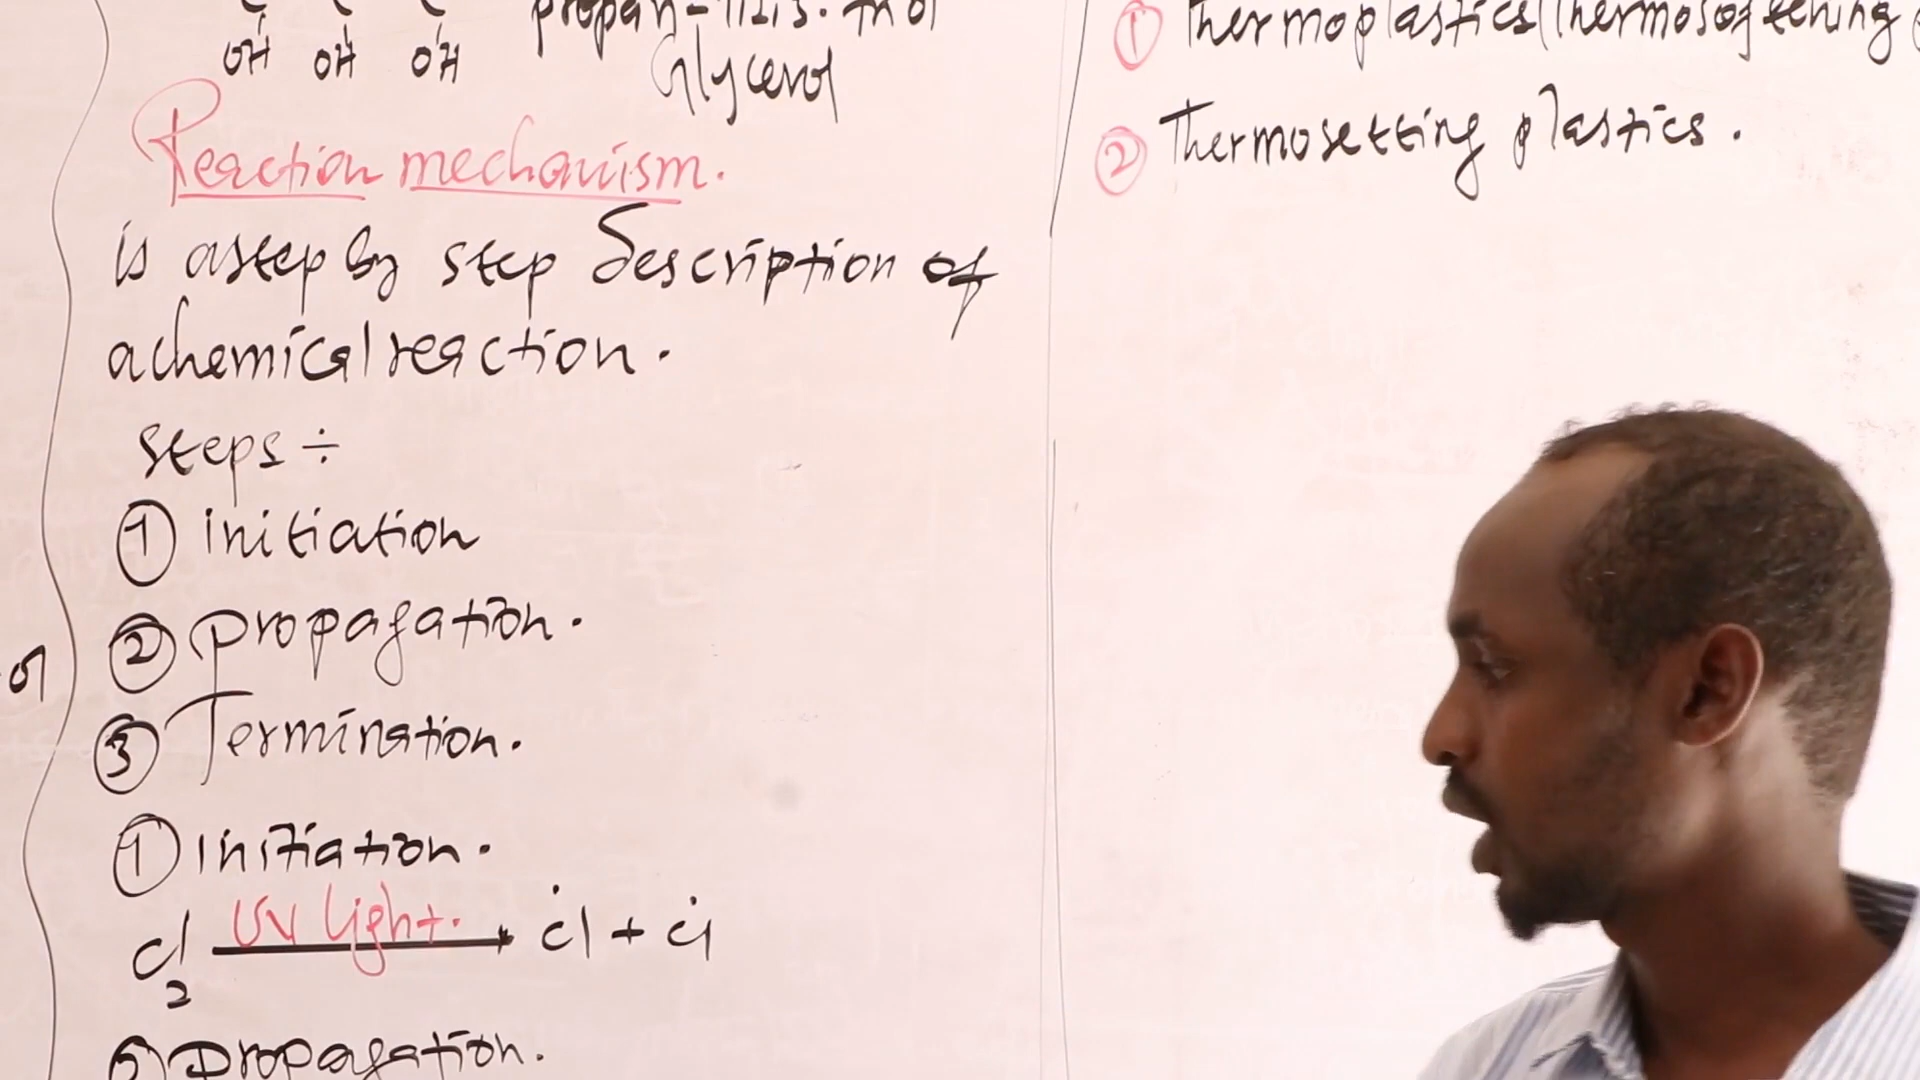 OH OH OH propan-1,2,3. triol
Glycerol
Reaction mechanism.
is a step by step Description of
a chemical reaction.
Steps ÷
① initiation
② propagation.
③ Termination.
① Initiation.
Cl2 UV light. → Ċl + Ċl
② Propagation.
① Thermoplastics (Thermosoftening
② Thermosetting plastics.